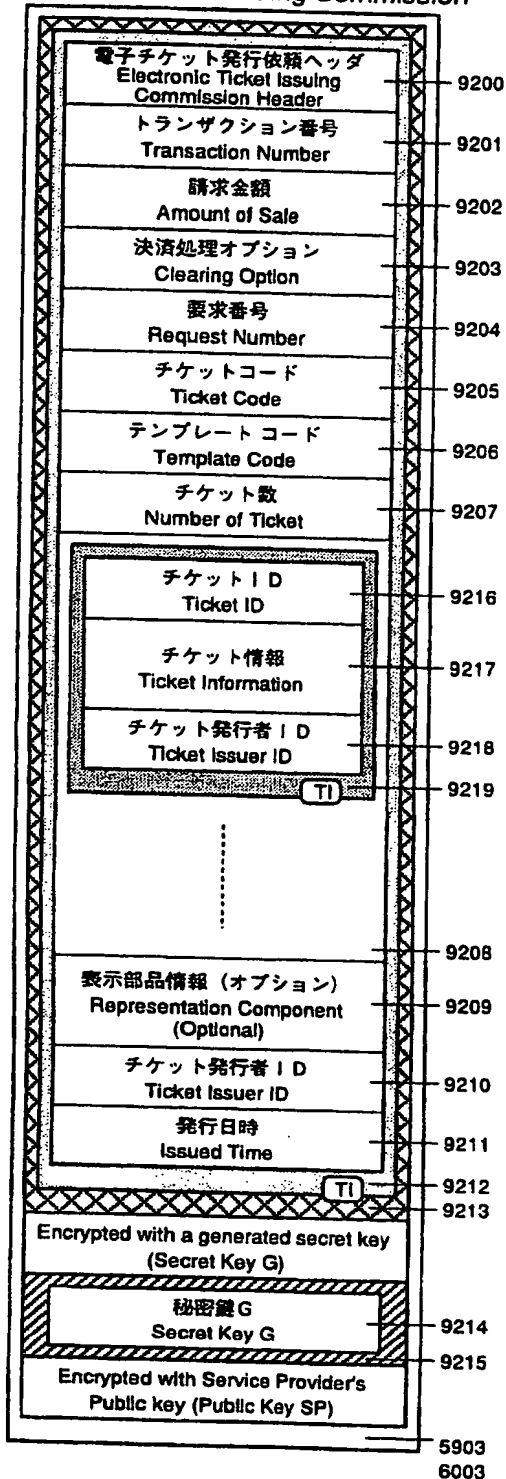 電子チケット発行依頼ヘッダ
Electronic Ticket Issuing
Commission Header
9200
トランザクション番号
Transaction Number
9201
請求金額
Amount of Sale
9202
決済処理オプション
Clearing Option
9203
要求番号
Request Number
9204
チケットコード
Ticket Code
9205
テンプレート コード
Template Code
9206
チケット数
Number of Ticket
9207
チケットID
Ticket ID
9216
チケット情報
Ticket Information
9217
チケット発行者ID
Ticket Issuer ID
9218
TI
9219
9208
表示部品情報 (オプション)
Representation Component
(Optional)
9209
チケット発行者ID
Ticket Issuer ID
9210
発行日時
Issued Time
9211
TI
9212
9213
Encrypted with a generated secret key
(Secret Key G)
秘密鍵G
Secret Key G
9214
9215
Encrypted with Service Provider's
Public key (Public Key SP)
5903
6003